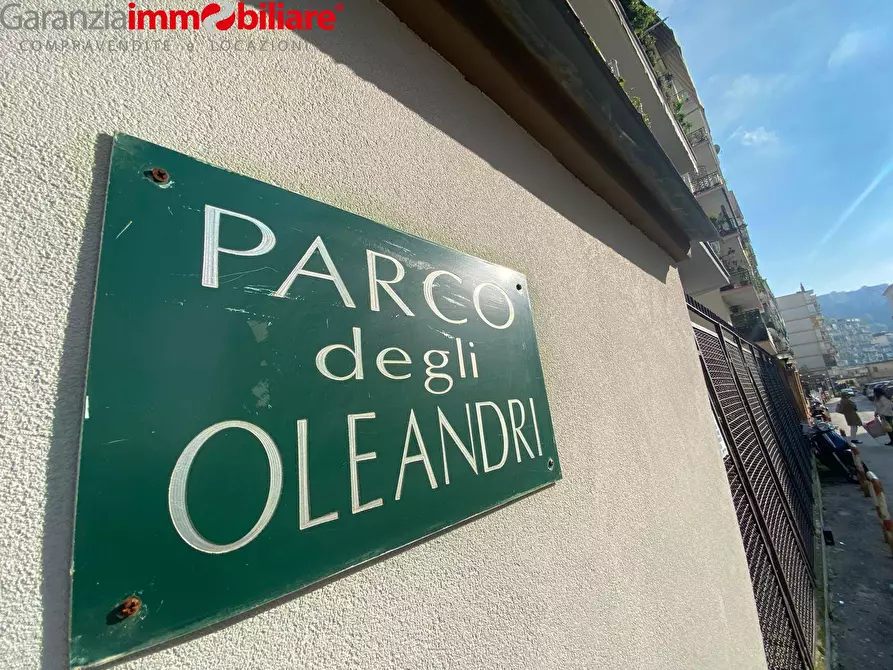 Garanziaimmobiliare®
COMPRAVENDITE e LOCAZIONI
PARCO
degli
OLEANDRI